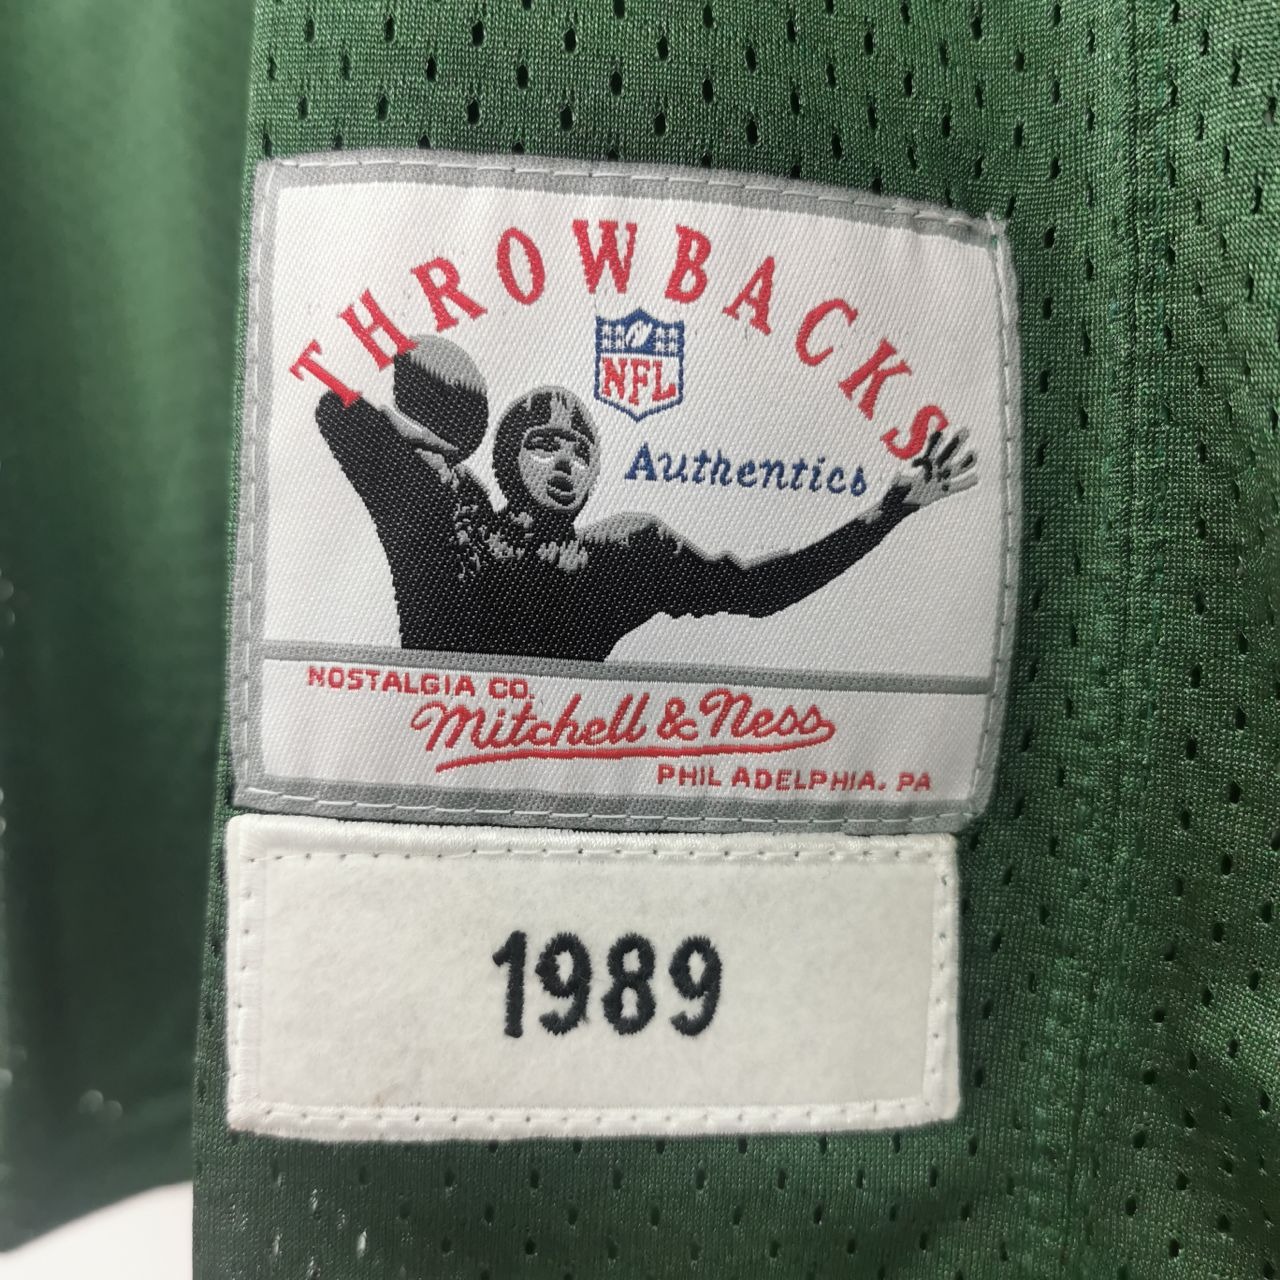 THROWBACKS
NFL
Authentics
NOSTALGIA CO.
Mitchell & Ness
PHILADELPHIA. PA
1989